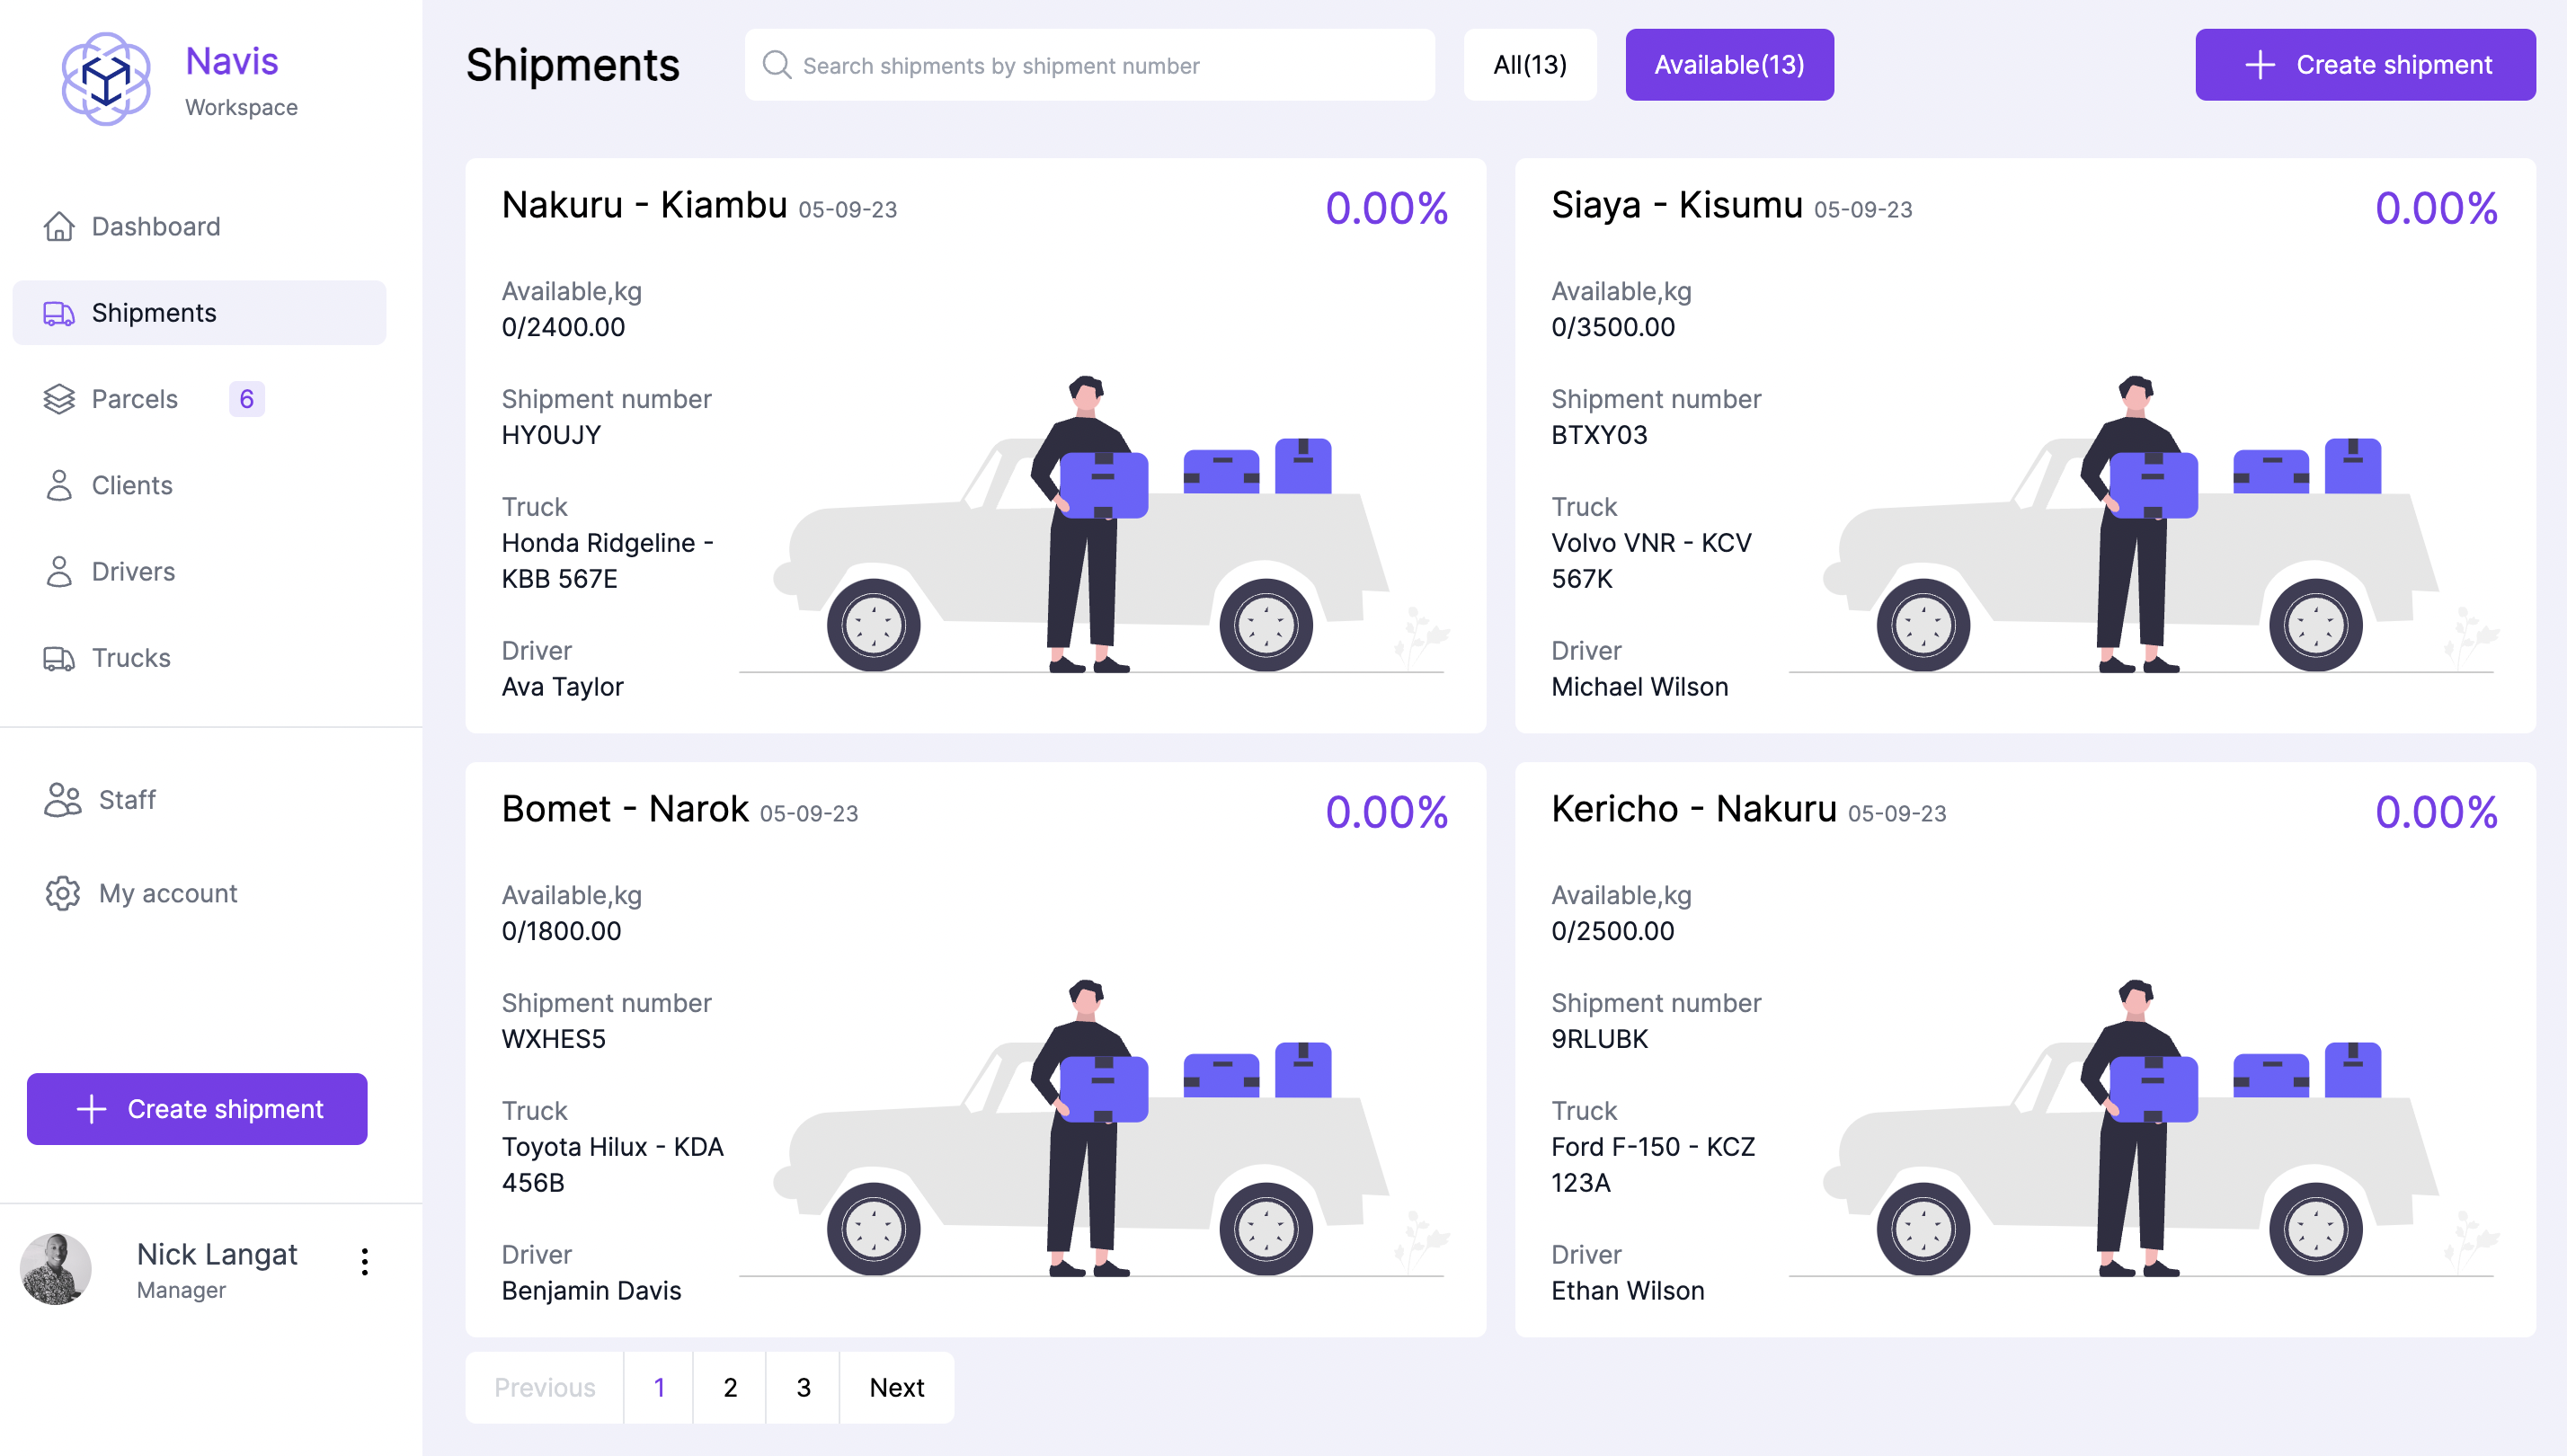 Navis
Workspace
Dashboard
Shipments
Parcels 6
Clients
Drivers
Trucks
Staff
My account
Create shipment
Nick Langat
Manager
Shipments
Search shipments by shipment number
All(13)
Available(13)
Create shipment
Nakuru - Kiambu 05-09-23
0.00%
Available,kg
0/2400.00
Shipment number
HY0UJY
Truck
Honda Ridgeline -
KBB 567E
Driver
Ava Taylor
Siaya - Kisumu 05-09-23
0.00%
Available,kg
0/3500.00
Shipment number
BTXY03
Truck
Volvo VNR - KCV
567K
Driver
Michael Wilson
Bomet - Narok 05-09-23
0.00%
Available,kg
0/1800.00
Shipment number
WXHES5
Truck
Toyota Hilux - KDA
456B
Driver
Benjamin Davis
Kericho - Nakuru 05-09-23
0.00%
Available,kg
0/2500.00
Shipment number
9RLUBK
Truck
Ford F-150 - KCZ
123A
Driver
Ethan Wilson
Previous 1 2 3 Next